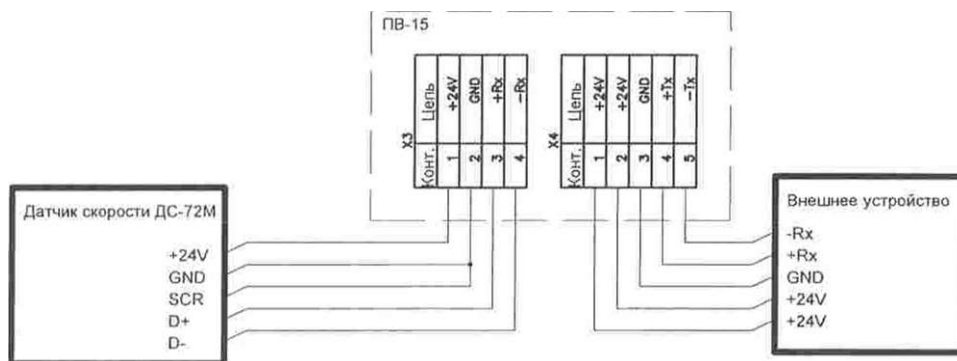 ПВ-15
X3
Конт. Цепь
1 +24V
2 GND
3 +Rx
4 -Rx
X4
Конт. Цепь
1 +24V
2 +24V
3 GND
4 +Tx
5 -Tx
Датчик скорости ДС-72М
+24V
GND
SCR
D+
D-
Внешнее устройство
-Rx
+Rx
GND
+24V
+24V